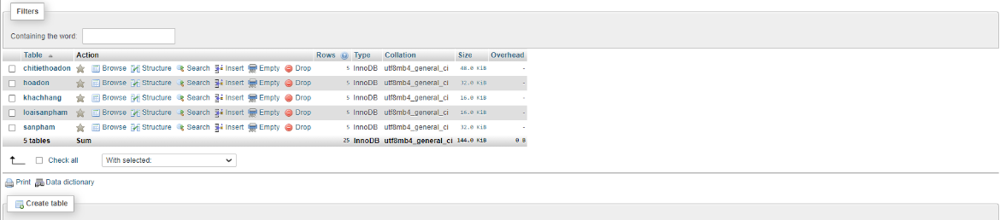 Filters
Containing the word:
Table Action Rows Type Collation Size Overhead
chitiethoadon Browse Structure Search Insert Empty Drop 5 InnoDB utf8mb4_general_ci 48.0 KiB -
hoadon Browse Structure Search Insert Empty Drop 5 InnoDB utf8mb4_general_ci 32.0 KiB -
khachhang Browse Structure Search Insert Empty Drop 5 InnoDB utf8mb4_general_ci 16.0 KiB -
loaisanpham Browse Structure Search Insert Empty Drop 5 InnoDB utf8mb4_general_ci 16.0 KiB -
sanpham Browse Structure Search Insert Empty Drop 5 InnoDB utf8mb4_general_ci 32.0 KiB -
5 tables Sum 25 InnoDB utf8mb4_general_ci 144.0 KiB 0 B
Check all With selected:
Print Data dictionary
Create table